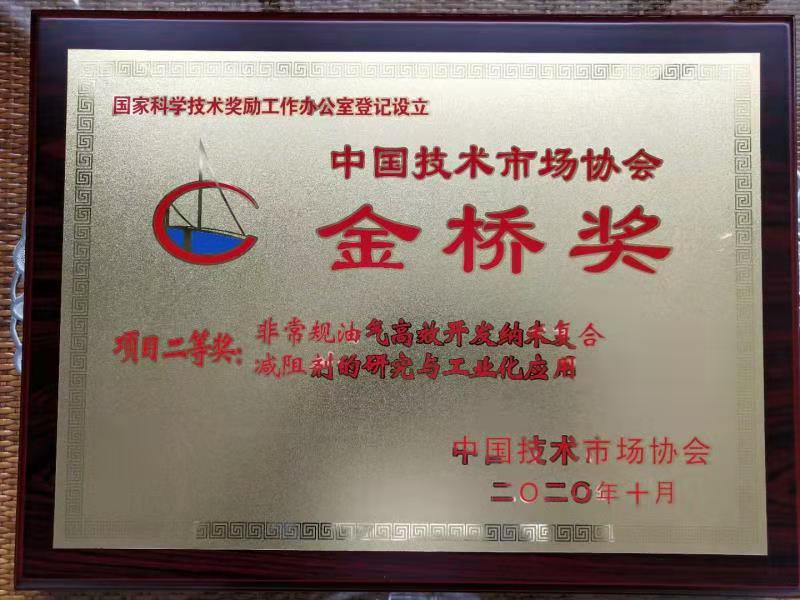 国家科学技术奖励工作办公室登记设立
中国技术市场协会
金桥奖
项目二等奖:
非常规油气高效开发纳米复合
减阻剂的研究与工业化应用
中国技术市场协会
二〇二〇年十月